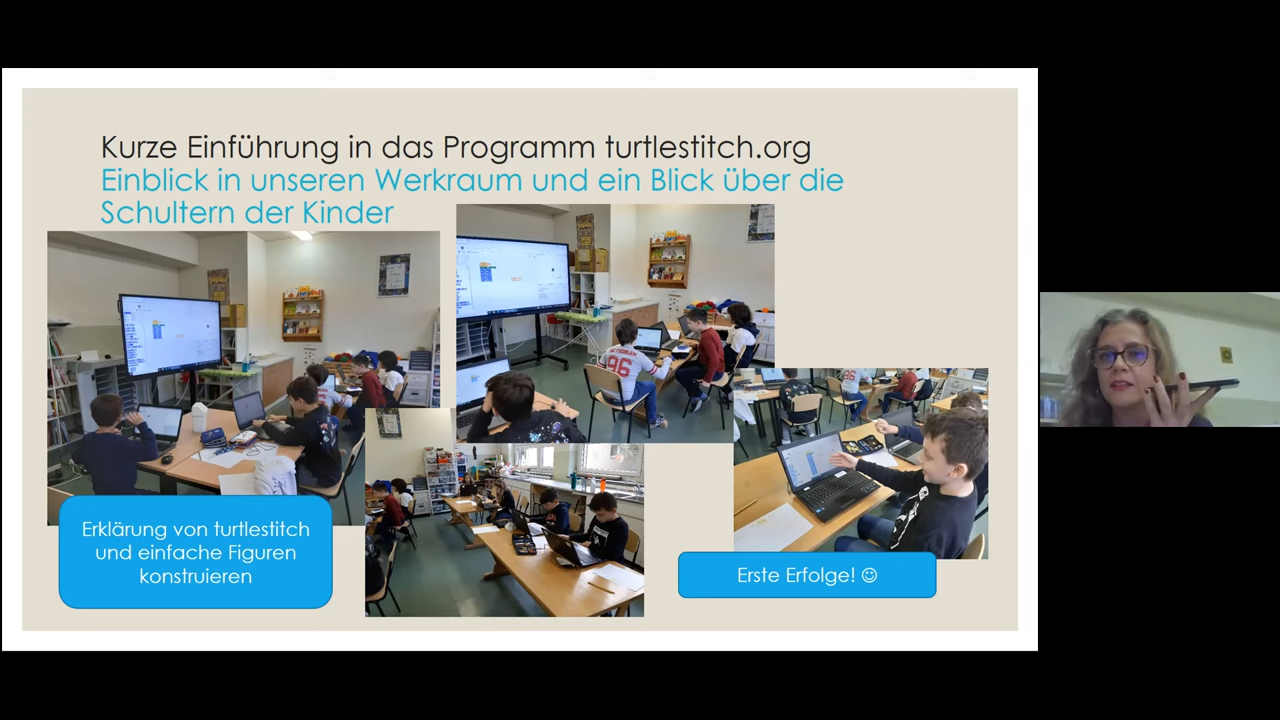 Kurze Einführung in das Programm turtlestitch.org
Einblick in unseren Werkraum und ein Blick über die
Schultern der Kinder
96
Erklärung von turtlestitch
und einfache Figuren
konstruieren
Erste Erfolge! ☺